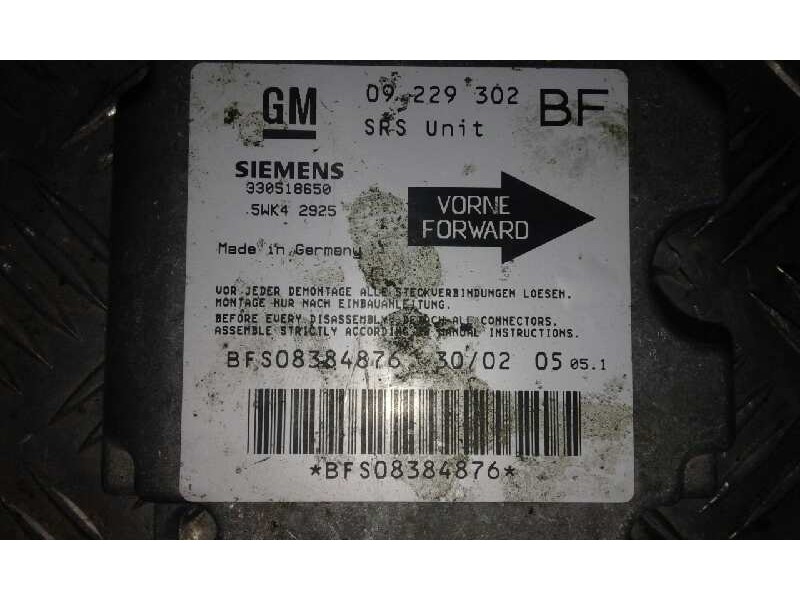 GM 09 229 302 BF
SRS Unit
SIEMENS
330518650
5WK4 2925
VORNE
FORWARD
Made in Germany
VOR JEDER DEMONTAGE ALLE STECKVERBINDUNGEN LOESEN.
MONTAGE NUR NACH EINBAUANLEITUNG.
BEFORE EVERY DISASSEMBLY DETACH ALL CONNECTORS.
ASSEMBLE STRICTLY ACCORDING MANUAL INSTRUCTIONS.
BFS08384876 30/02 05 05.1
*BFS08384876*